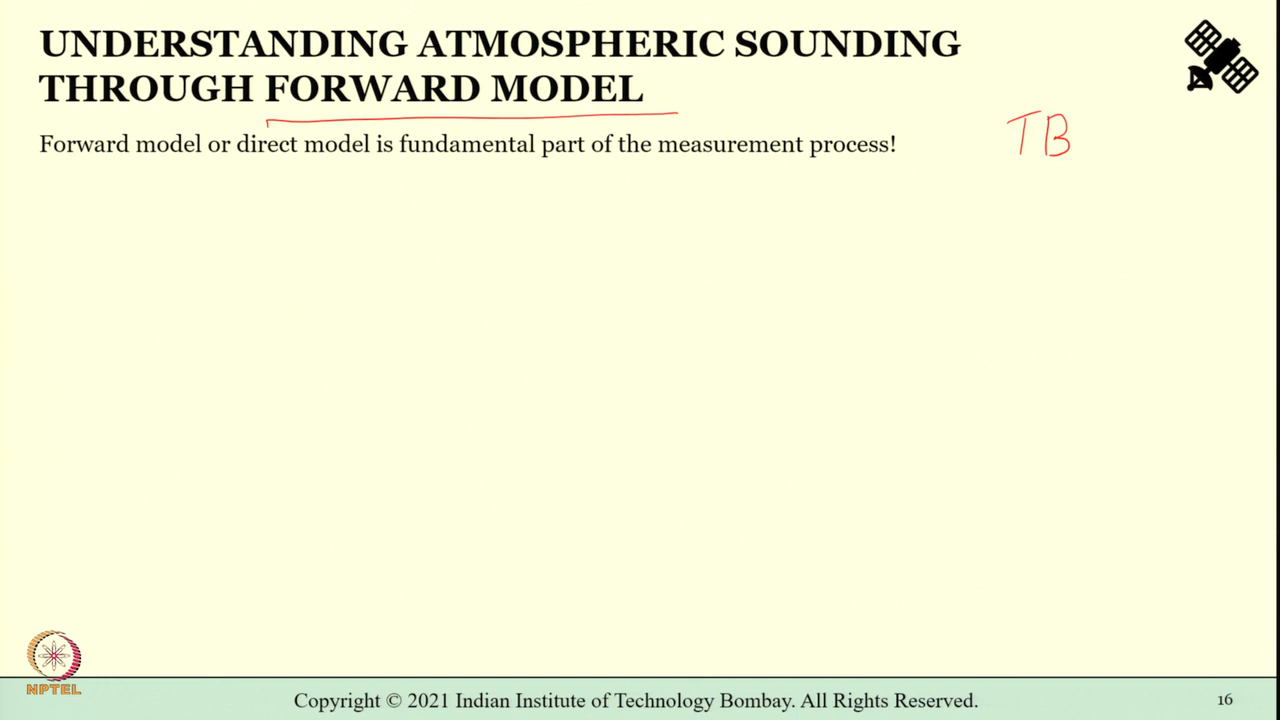 UNDERSTANDING ATMOSPHERIC SOUNDING
THROUGH FORWARD MODEL
Forward model or direct model is fundamental part of the measurement process!
TB
NPTEL
Copyright © 2021 Indian Institute of Technology Bombay. All Rights Reserved.
16